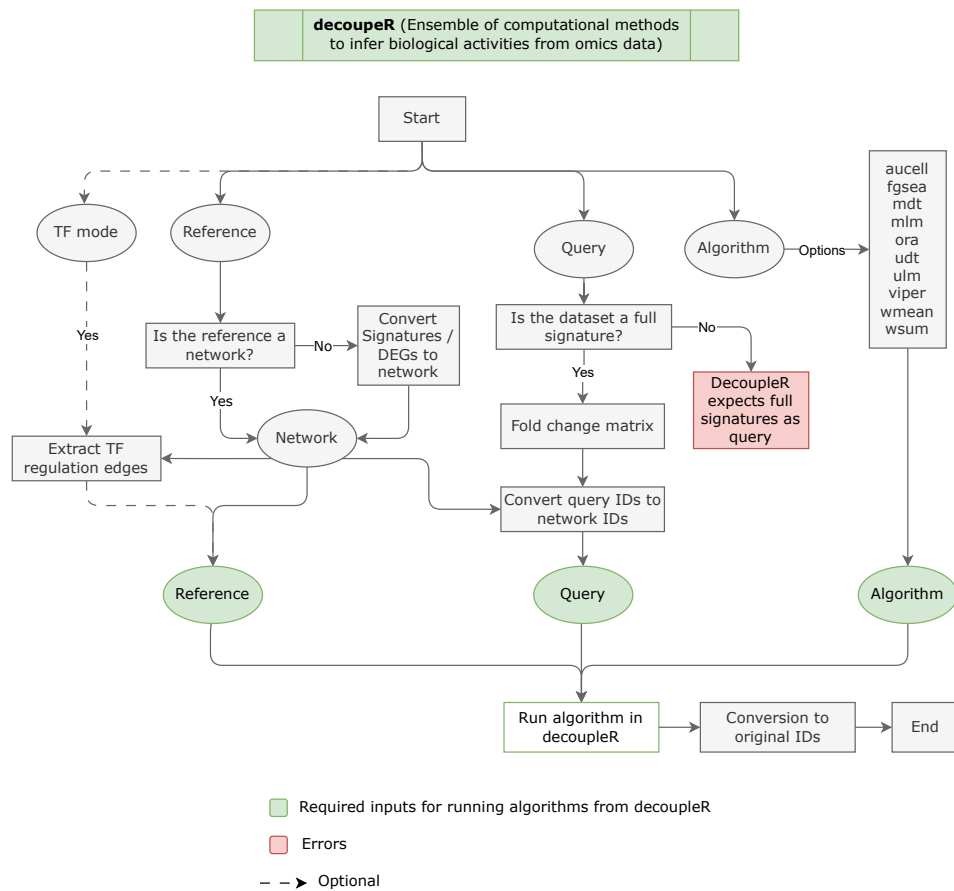 decoupeR (Ensemble of computational methods
to infer biological activities from omics data)
Start
TF mode
Reference
Query
Algorithm
Options
aucell
fgsea
mdt
mlm
ora
udt
ulm
viper
wmean
wsum
Yes
Is the reference a
network?
No
Convert
Signatures /
DEGs to
network
Is the dataset a full
signature?
No
Yes
Yes
DecoupleR
expects full
signatures as
query
Fold change matrix
Network
Extract TF
regulation edges
Convert query IDs to
network IDs
Reference
Query
Algorithm
Run algorithm in
decoupleR
Conversion to
original IDs
End
Required inputs for running algorithms from decoupleR
Errors
Optional